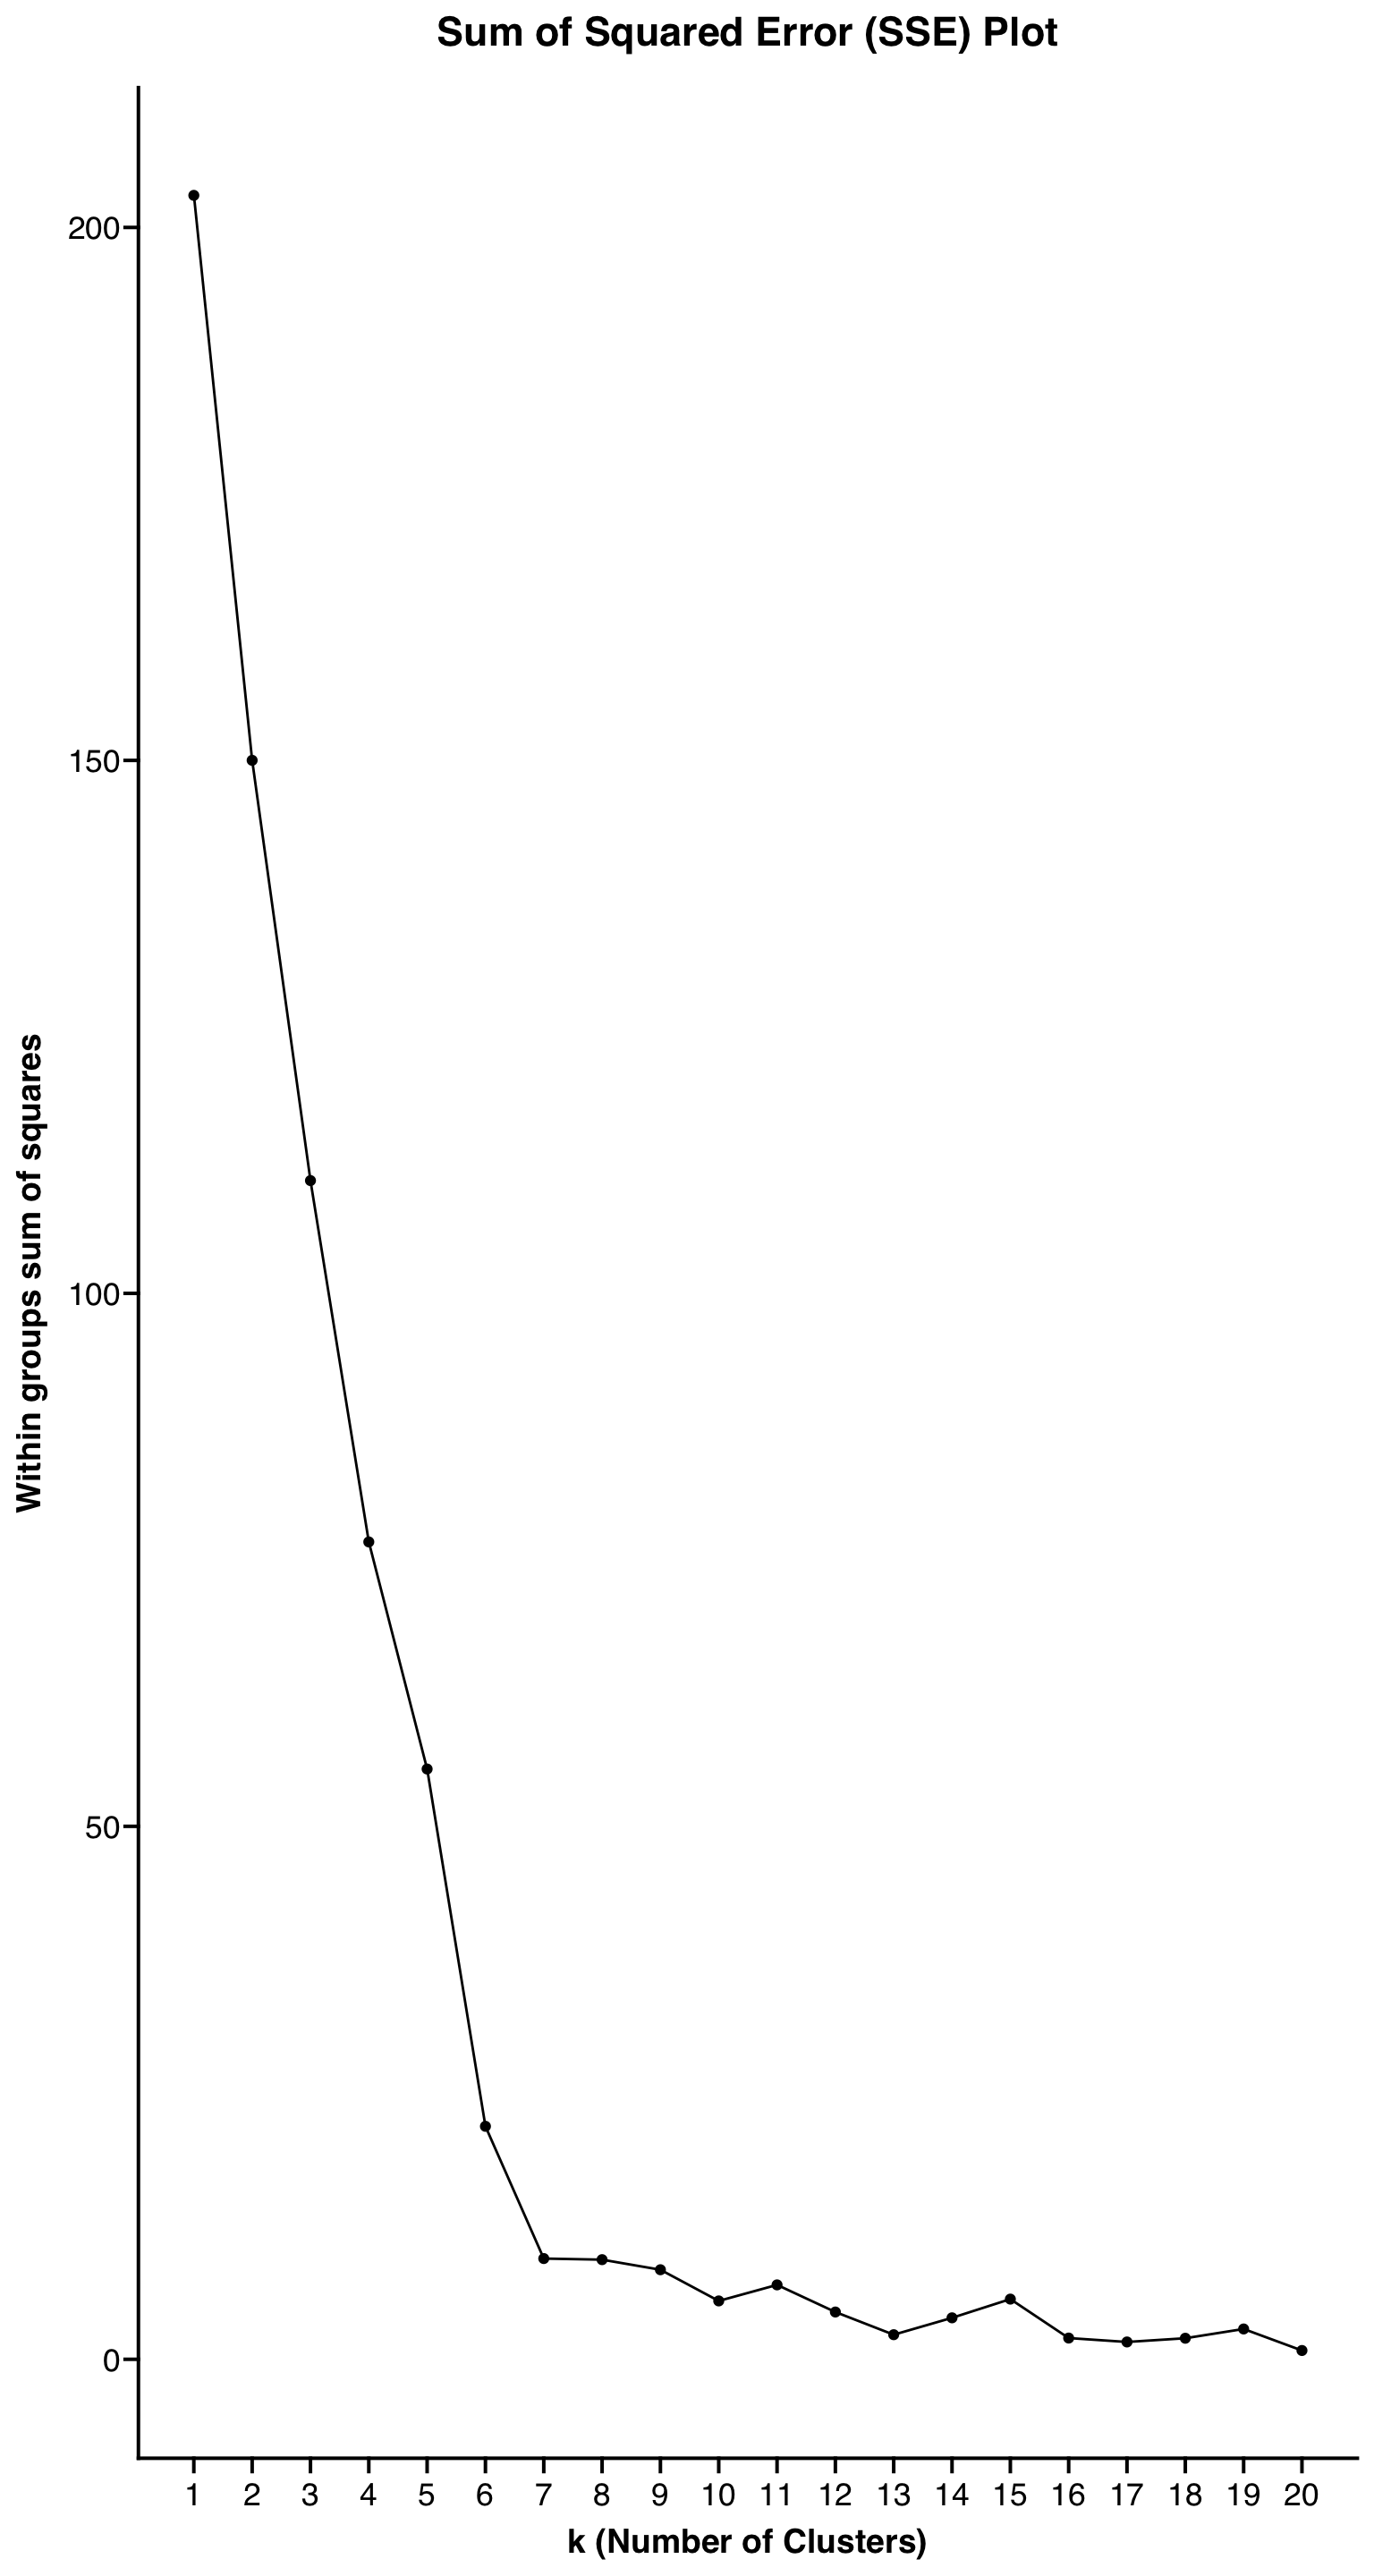 Sum of Squared Error (SSE) Plot
Within groups sum of squares
200
150
100
50
0
1 2 3 4 5 6 7 8 9 10 11 12 13 14 15 16 17 18 19 20
k (Number of Clusters)